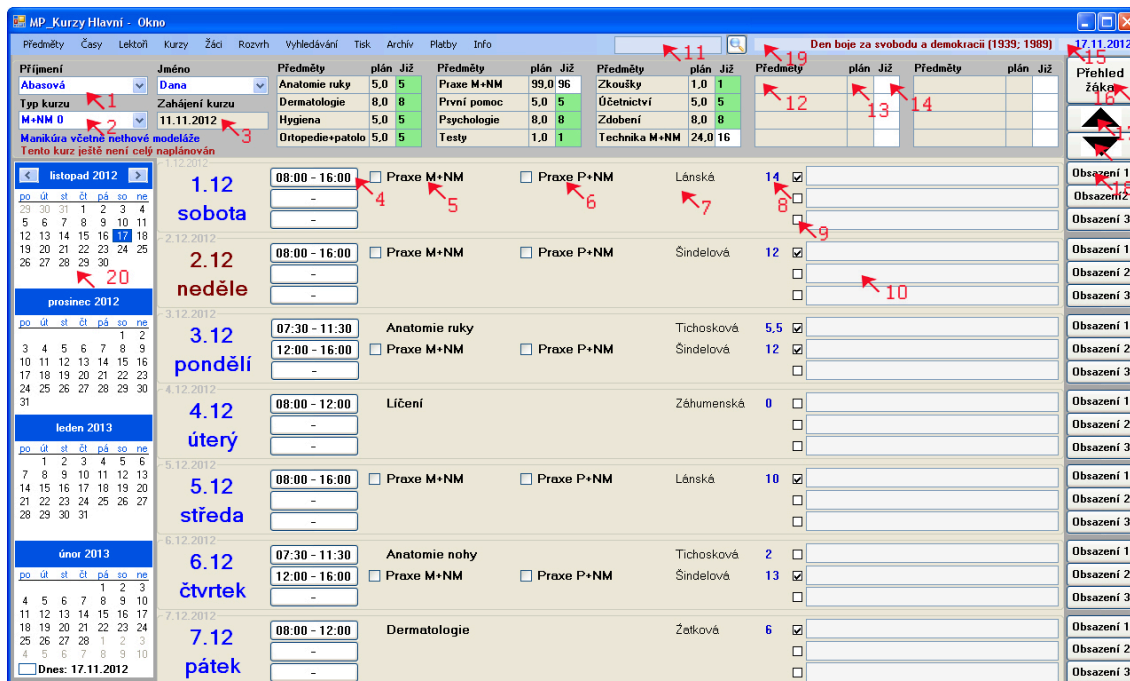 MP_Kurzy Hlavní - Okno
Předměty Časy Lektoři Kurzy Žáci Rozvrh Vyhledávání Tisk Archív Platby Info
11 19 Den boje za svobodu a demokracii (1939; 1989) 17.11.2012
15
Příjmení Jméno Předměty plán Již Předměty plán Již Předměty plán Již Předměty plán Již Předměty plán Již
Přehled žáka
16
Abasová Dana
1
Typ kurzu Zahájení kurzu
M+NM 0 11.11.2012
2 3
Manikúra včetně nehtové modeláže
Tento kurz ještě není celý naplánován
Anatomie ruky 5,0 5 Praxe M+NM 99,0 96 Zkoušky 1,0 1
Dermatologie 8,0 8 První pomoc 5,0 5 Účetnictví 5,0 5
Hygiena 5,0 5 Psychologie 8,0 8 Zdobení 8,0 8
Ortopedie+patolo 5,0 5 Testy 1,0 1 Technika M+NM 24,0 16
12 13 14
listopad 2012
po út st čt pá so ne
29 30 31 1 2 3 4
5 6 7 8 9 10 11
12 13 14 15 16 17 18
19 20 21 22 23 24 25
26 27 28 29 30
20
prosinec 2012
po út st čt pá so ne
1 2
3 4 5 6 7 8 9
10 11 12 13 14 15 16
17 18 19 20 21 22 23
24 25 26 27 28 29 30
31
leden 2013
po út st čt pá so ne
1 2 3 4 5 6
7 8 9 10 11 12 13
14 15 16 17 18 19 20
21 22 23 24 25 26 27
28 29 30 31
únor 2013
po út st čt pá so ne
1 2 3
4 5 6 7 8 9 10
11 12 13 14 15 16 17
18 19 20 21 22 23 24
25 26 27 28 1 2 3
4 5 6 7 8 9 10
Dnes: 17.11.2012
1.12.2012
1.12
sobota
08:00 - 16:00 Praxe M+NM Praxe P+NM Lánská 14
-
-
4 5 6 7 8 9
Obsazení 1
Obsazení 2
Obsazení 3
2.12.2012
2.12
neděle
08:00 - 16:00 Praxe M+NM Praxe P+NM Šindelová 12
-
-
10
Obsazení 1
Obsazení 2
Obsazení 3
3.12.2012
3.12
pondělí
07:30 - 11:30 Anatomie ruky Tichosková 5,5
12:00 - 16:00 Praxe M+NM Praxe P+NM Šindelová 12
-
Obsazení 1
Obsazení 2
Obsazení 3
4.12.2012
4.12
úterý
08:00 - 12:00 Líčení Záhumenská 0
-
-
Obsazení 1
Obsazení 2
Obsazení 3
5.12.2012
5.12
středa
08:00 - 16:00 Praxe M+NM Praxe P+NM Lánská 10
-
-
Obsazení 1
Obsazení 2
Obsazení 3
6.12.2012
6.12
čtvrtek
07:30 - 11:30 Anatomie nohy Tichosková 2
12:00 - 16:00 Praxe M+NM Praxe P+NM Šindelová 13
-
Obsazení 1
Obsazení 2
Obsazení 3
7.12.2012
7.12
pátek
08:00 - 12:00 Dermatologie Žatková 6
-
-
Obsazení 1
Obsazení 2
Obsazení 3